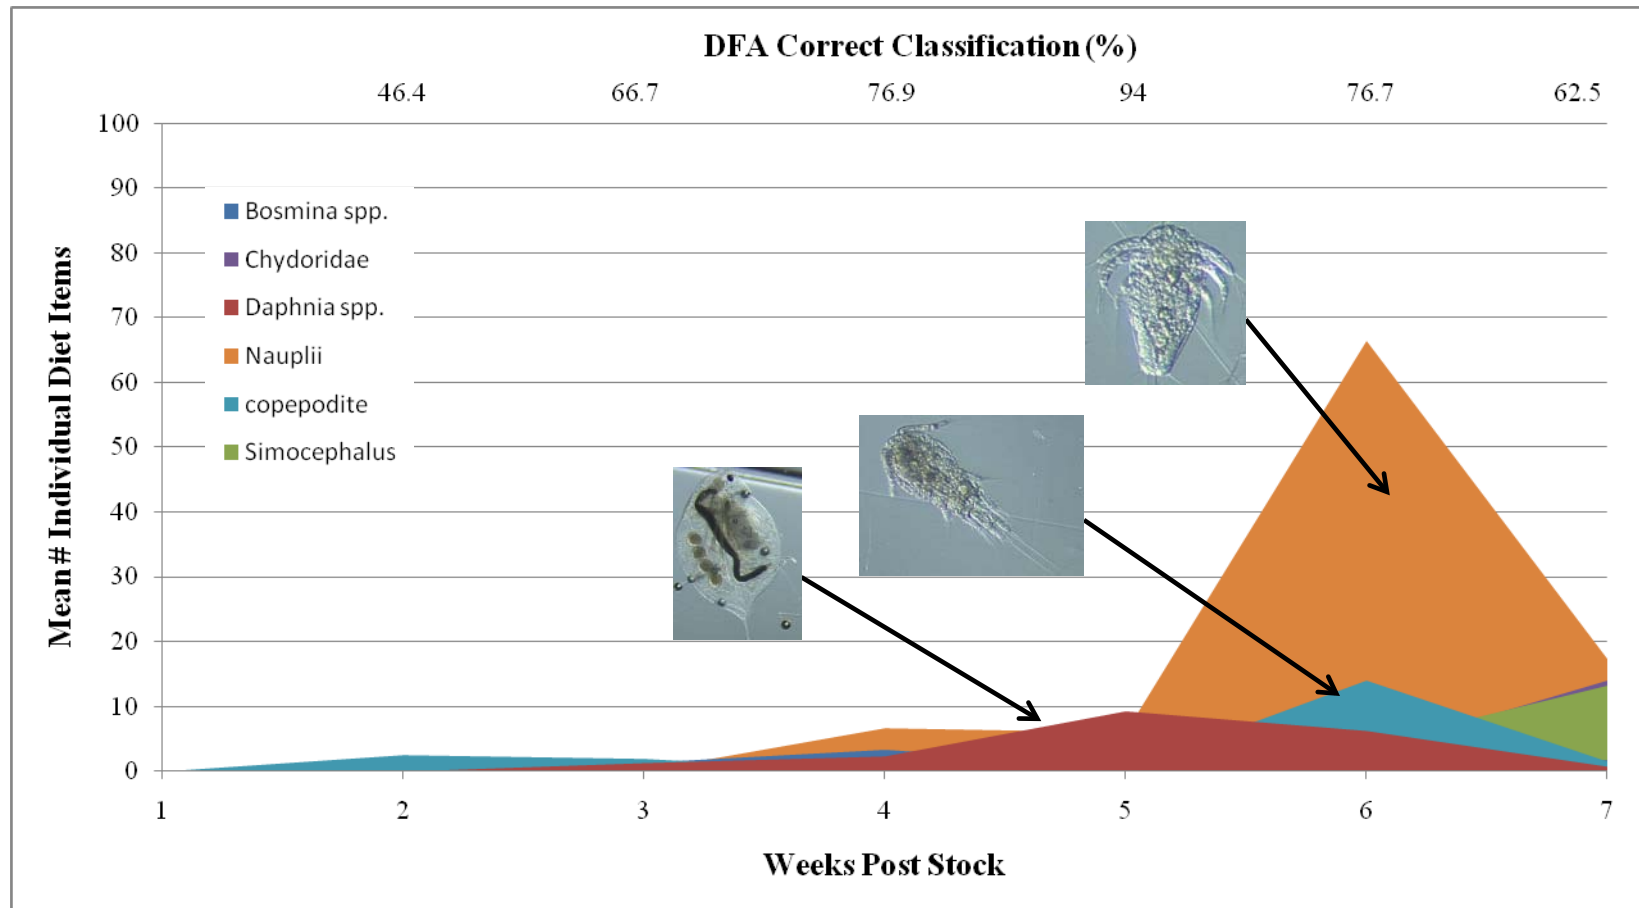 DFA Correct Classification (%)
46.4 66.7 76.9 94 76.7 62.5
100
90
80
70
60
50
40
30
20
10
0
Mean # Individual Diet Items
Bosmina spp.
Chydoridae
Daphnia spp.
Nauplii
copepodite
Simocephalus
1 2 3 4 5 6 7
Weeks Post Stock